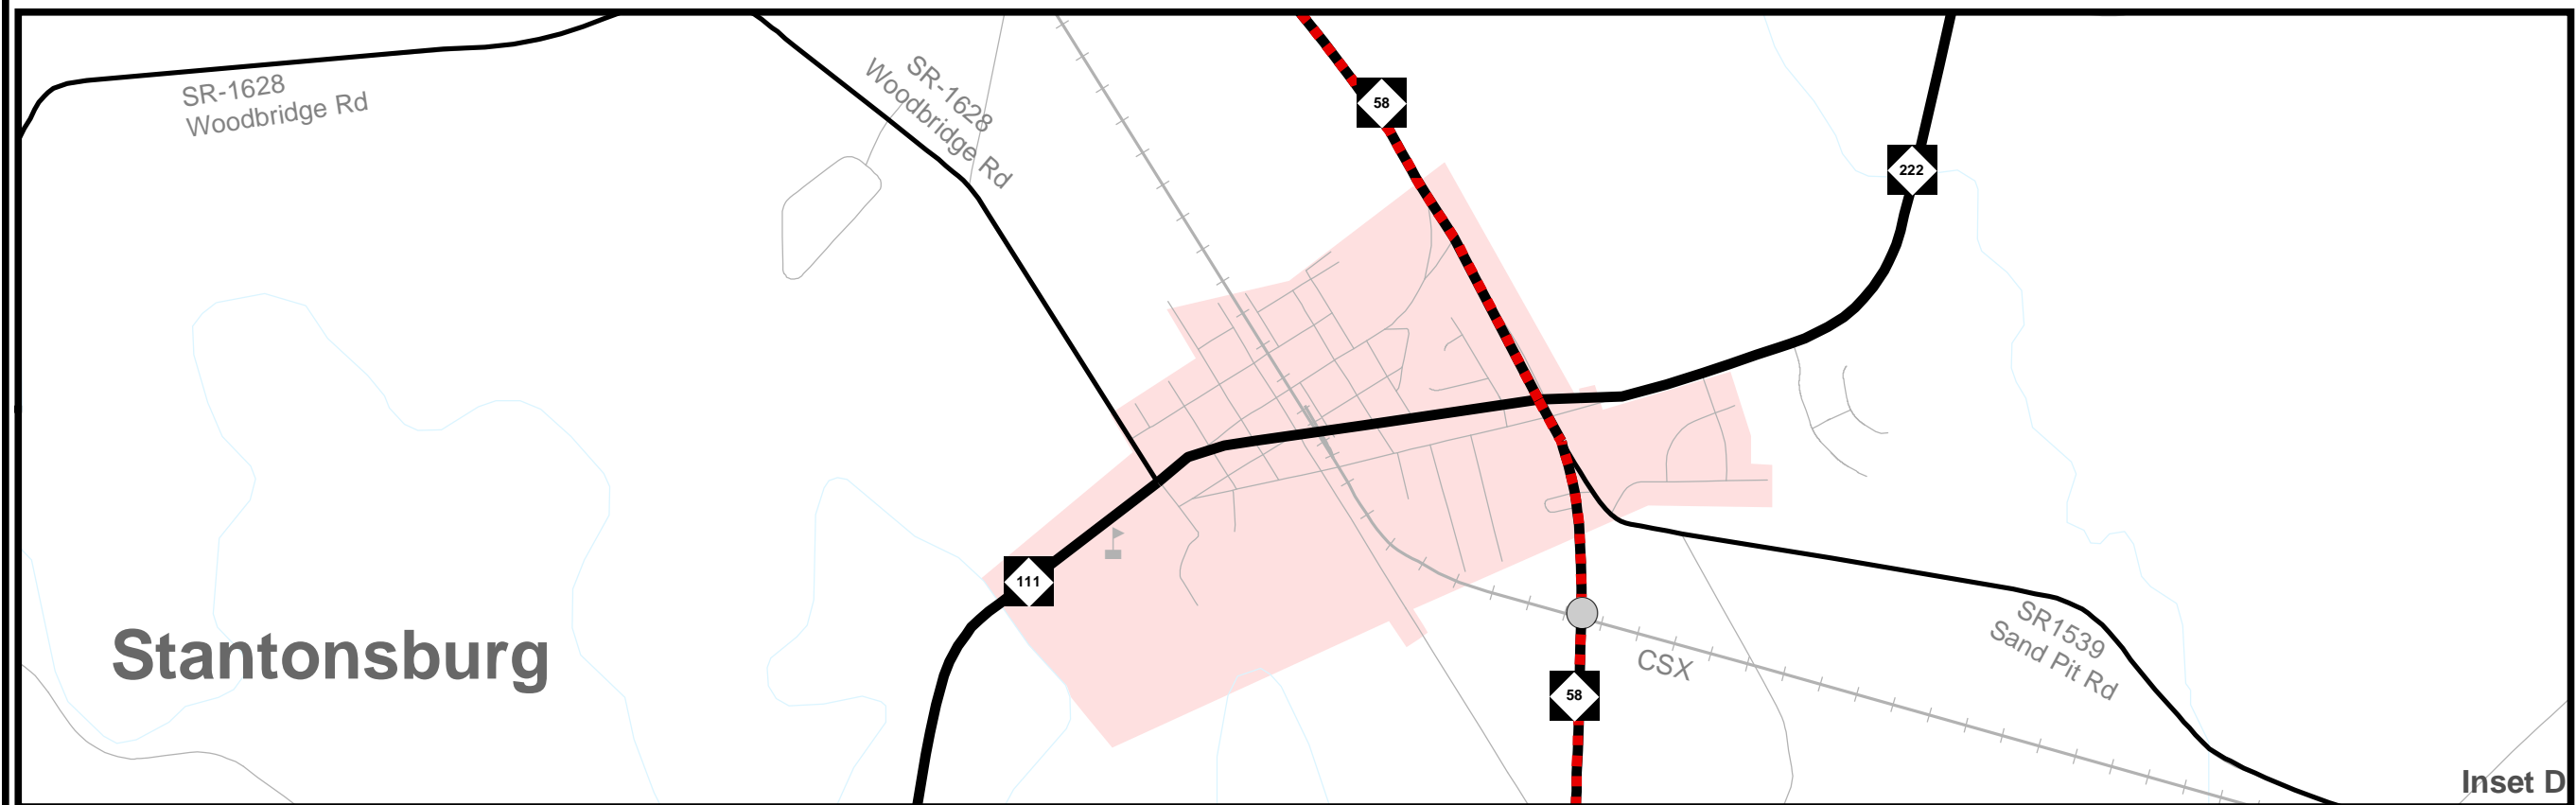 SR-1628
Woodbridge Rd
SR-1628
Woodbridge Rd
58
222
111
Stantonsburg
58
CSX
SR1539
Sand Pit Rd
Inset D